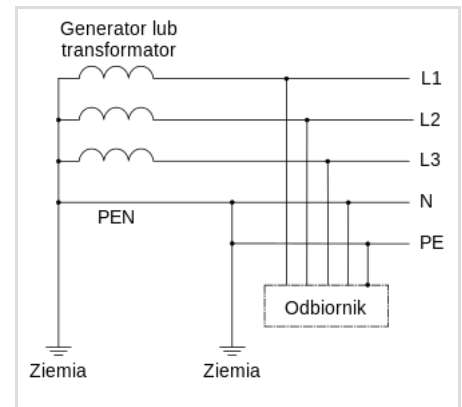 Generator lub
transformator
L1
L2
L3
N
PEN
PE
Odbiornik
Ziemia
Ziemia